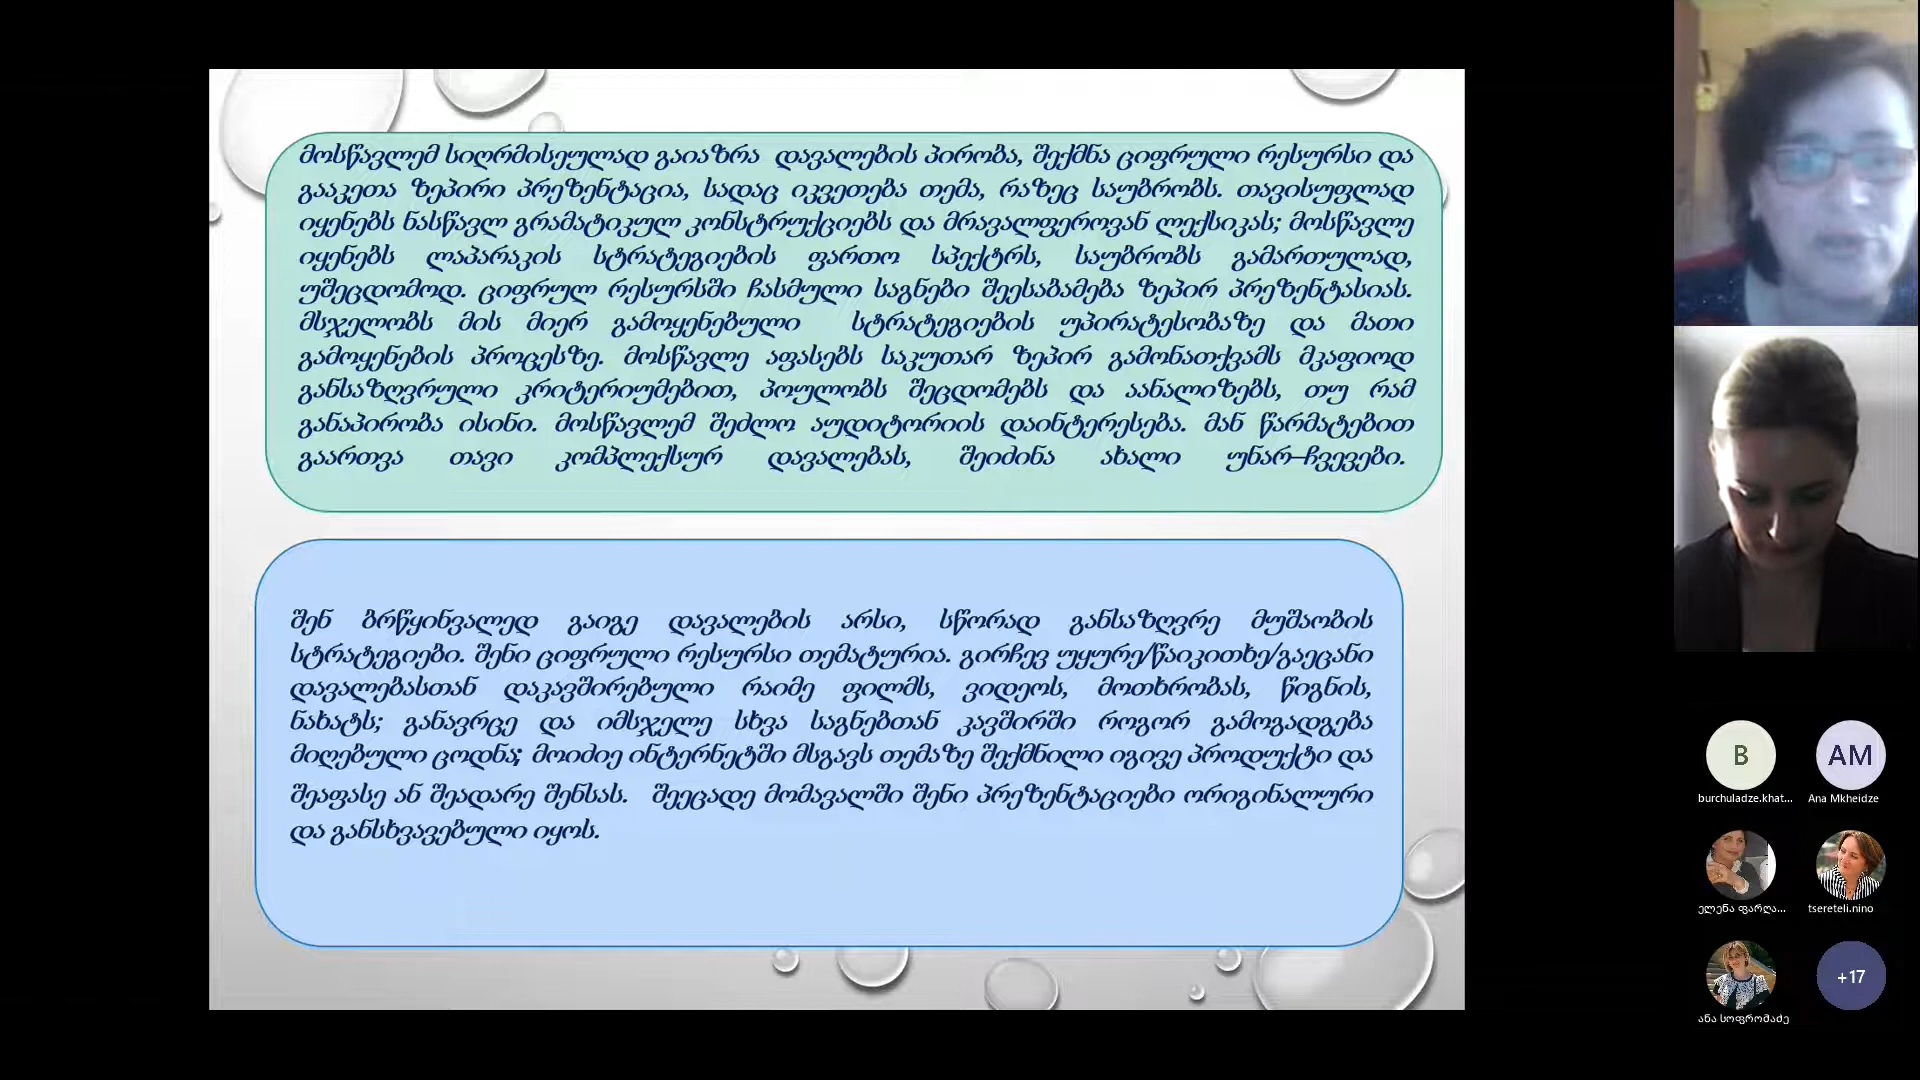 მოსწავლემ სიღრმისეულად გაიაზრა დავალების პირობა, შექმნა ციფრული რესურსი და
გააკეთა ზეპირი პრეზენტაცია, სადაც იკვეთება თემა, რაზეც საუბრობს. თავისუფლად
იყენებს ნასწავლ გრამატიკულ კონსტრუქციებს და მრავალფეროვან ლექსიკას; მოსწავლე
იყენებს ლაპარაკის სტრატეგიების ფართო სპექტრს, საუბრობს გამართულად,
უშეცდომოდ. ციფრულ რესურსში ჩასმული საგნები შეესაბამება ზეპირ პრეზენტასიას.
მსჯელობს მის მიერ გამოყენებული სტრატეგიების უპირატესობაზე და მათი
გამოყენების პროცესზე. მოსწავლე აფასებს საკუთარ ზეპირ გამონათქვამს მკაფიოდ
განსაზღვრული კრიტერიუმებით, პოულობს შეცდომებს და აანალიზებს, თუ რამ
განაპირობა ისინი. მოსწავლემ შეძლო აუდიტორიის დაინტერესება. მან წარმატებით
გაართვა თავი კომპლექსურ დავალებას, შეიძინა ახალი უნარ–ჩვევები.
შენ ბრწყინვალედ გაიგე დავალების არსი, სწორად განსაზღვრე მუშაობის
სტრატეგიები. შენი ციფრული რესურსი თემატურია. გირჩევ უყურე/წაიკითხე/გაეცანი
დავალებასთან დაკავშირებული რაიმე ფილმს, ვიდეოს, მოთხრობას, წიგნის,
ნახატს; განავრცე და იმსჯელე სხვა საგნებთან კავშირში როგორ გამოგადგება
მიღებული ცოდნა; მოიძიე ინტერნეტში მსგავს თემაზე შექმნილი იგივე პროდუქტი და
შეაფასე ან შეადარე შენსას. შეეცადე მომავალში შენი პრეზენტაციები ორიგინალური
და განსხვავებული იყოს.
B AM
burchuladze.khat... Ana Mkheidze
ელენა ფარღა... tsereteli.nino
+17
ანა სოფრომაძე